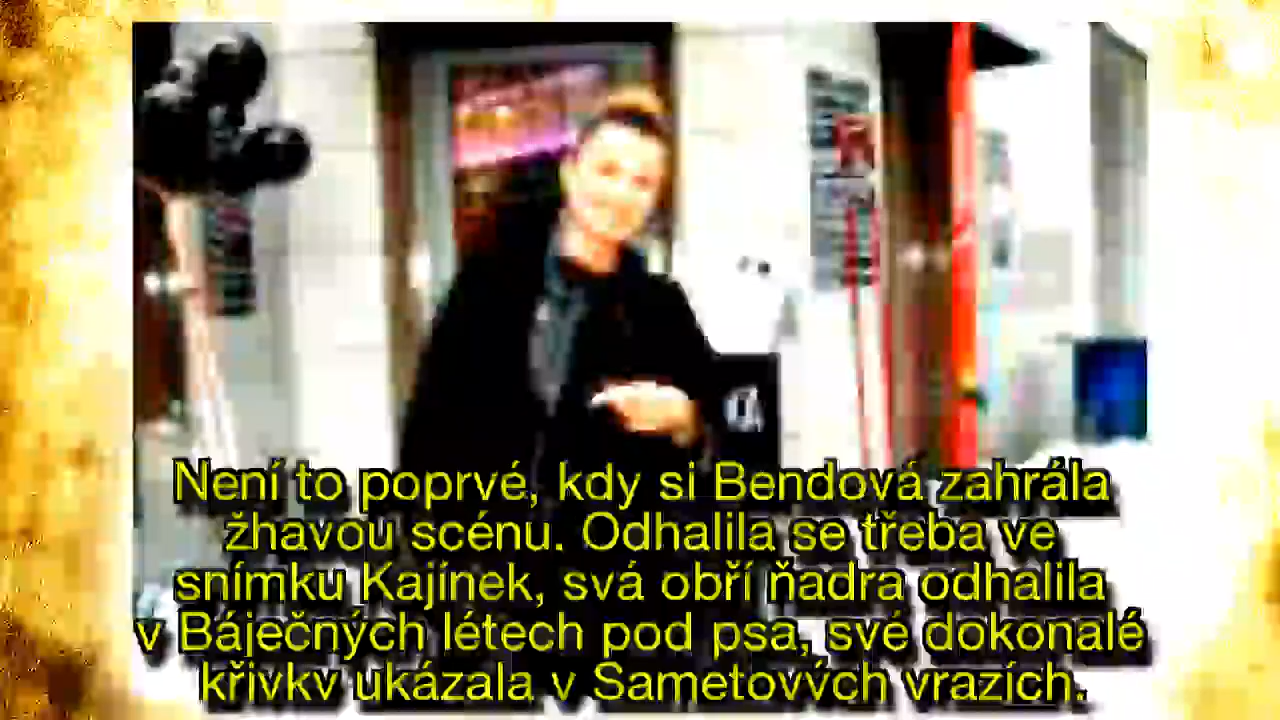 Není to poprvé, kdy si Bendová zahrála
žhavou scénu. Odhalila se třeba ve
snímku Kajínek, svá obří ňadra odhalila
v Báječných létech pod psa, své dokonalé
křivky ukázala v Sametových vrazích.